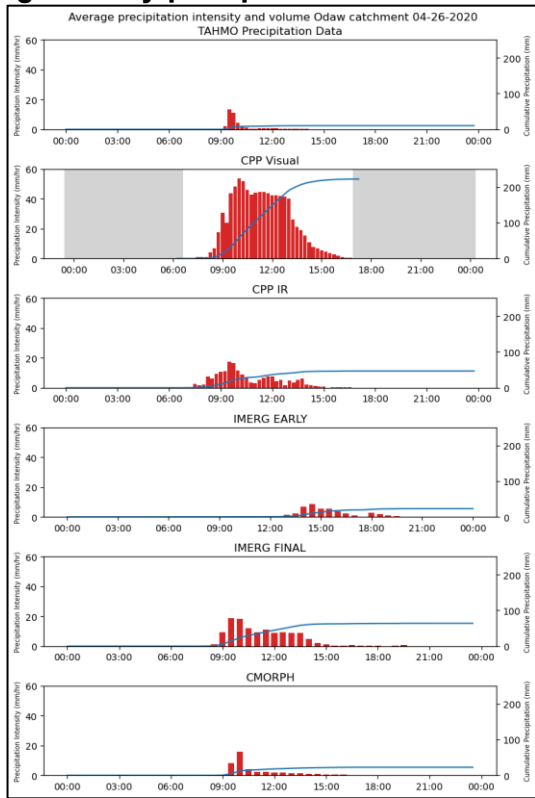 Average precipitation intensity and volume Odaw catchment 04-26-2020
TAHMO Precipitation Data
Precipitation Intensity (mm/hr)
60
40
20
0
200
100
0
Cumulative Precipitation (mm)
00:00 03:00 06:00 09:00 12:00 15:00 18:00 21:00 00:00
CPP Visual
Precipitation Intensity (mm/hr)
60
40
20
0
200
100
0
Cumulative Precipitation (mm)
00:00 03:00 06:00 09:00 12:00 15:00 18:00 21:00 00:00
CPP IR
Precipitation Intensity (mm/hr)
60
40
20
0
200
100
0
Cumulative Precipitation (mm)
00:00 03:00 06:00 09:00 12:00 15:00 18:00 21:00 00:00
IMERG EARLY
Precipitation Intensity (mm/hr)
60
40
20
0
200
100
0
Cumulative Precipitation (mm)
00:00 03:00 06:00 09:00 12:00 15:00 18:00 21:00 00:00
IMERG FINAL
Precipitation Intensity (mm/hr)
60
40
20
0
200
100
0
Cumulative Precipitation (mm)
00:00 03:00 06:00 09:00 12:00 15:00 18:00 21:00 00:00
CMORPH
Precipitation Intensity (mm/hr)
60
40
20
0
200
100
0
Cumulative Precipitation (mm)
00:00 03:00 06:00 09:00 12:00 15:00 18:00 21:00 00:00